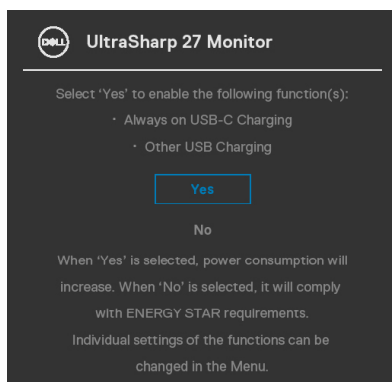 DELL
UltraSharp 27 Monitor
Select ‘Yes’ to enable the following function(s):
· Always on USB-C Charging
· Other USB Charging
Yes
No
When ‘Yes’ is selected, power consumption will
increase. When ‘No’ is selected, it will comply
with ENERGY STAR requirements.
Individual settings of the functions can be
changed in the Menu.